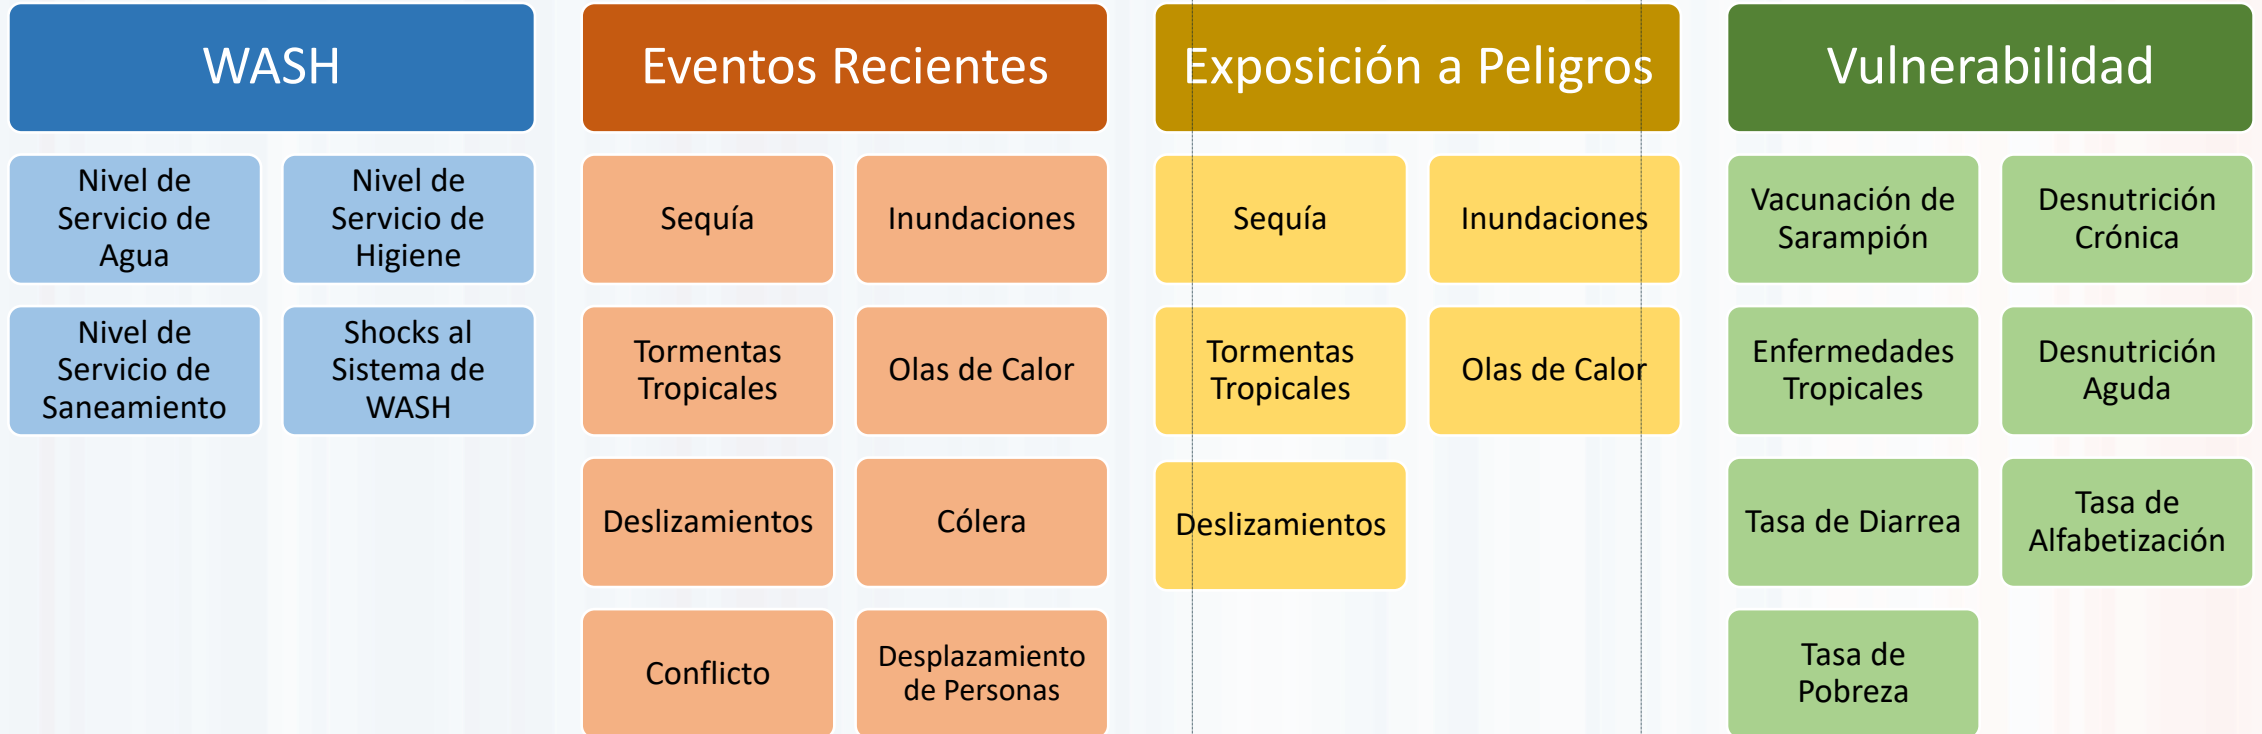 WASH
Nivel de
Servicio de
Agua
Nivel de
Servicio de
Higiene
Nivel de
Servicio de
Saneamiento
Shocks al
Sistema de
WASH
Eventos Recientes
Sequía
Inundaciones
Tormentas
Tropicales
Olas de Calor
Deslizamientos
Cólera
Conflicto
Desplazamiento
de Personas
Exposición a Peligros
Sequía
Inundaciones
Tormentas
Tropicales
Olas de Calor
Deslizamientos
Vulnerabilidad
Vacunación de
Sarampión
Desnutrición
Crónica
Enfermedades
Tropicales
Desnutrición
Aguda
Tasa de Diarrea
Tasa de
Alfabetización
Tasa de
Pobreza